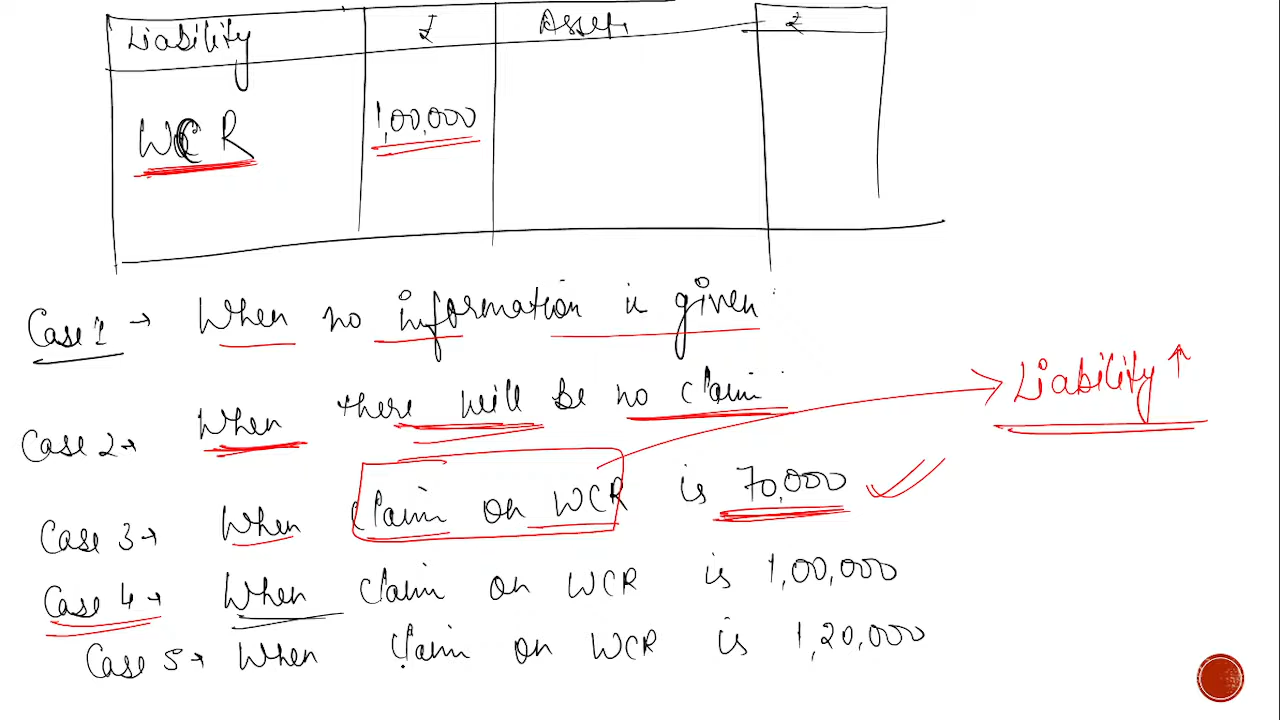 Liability ₹ Assets ₹
WCR 1,00,000
Case 1 → When no information is given
Case 2 → When there will be no claim
Liability ↑
Case 3 → When claim on WCR is 70,000
Case 4 → When claim on WCR is 1,00,000
Case 5 → When claim on WCR is 1,20,000